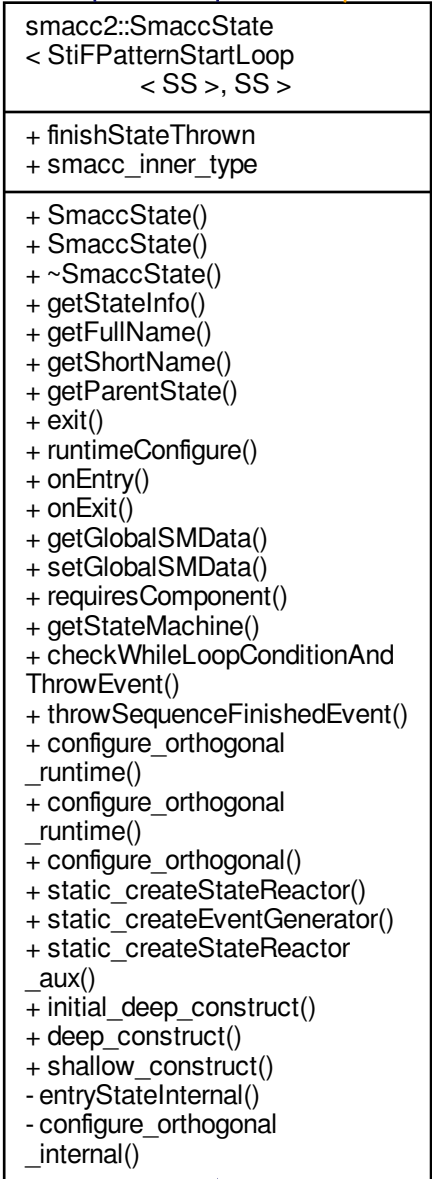 smacc2::SmaccState
< StiFPatternStartLoop
< SS >, SS >
+ finishStateThrown
+ smacc_inner_type
+ SmaccState()
+ SmaccState()
+ ~SmaccState()
+ getStateInfo()
+ getFullName()
+ getShortName()
+ getParentState()
+ exit()
+ runtimeConfigure()
+ onEntry()
+ onExit()
+ getGlobalSMData()
+ setGlobalSMData()
+ requiresComponent()
+ getStateMachine()
+ checkWhileLoopConditionAnd
ThrowEvent()
+ throwSequenceFinishedEvent()
+ configure_orthogonal
_runtime()
+ configure_orthogonal
_runtime()
+ configure_orthogonal()
+ static_createStateReactor()
+ static_createEventGenerator()
+ static_createStateReactor
_aux()
+ initial_deep_construct()
+ deep_construct()
+ shallow_construct()
- entryStateInternal()
- configure_orthogonal
_internal()